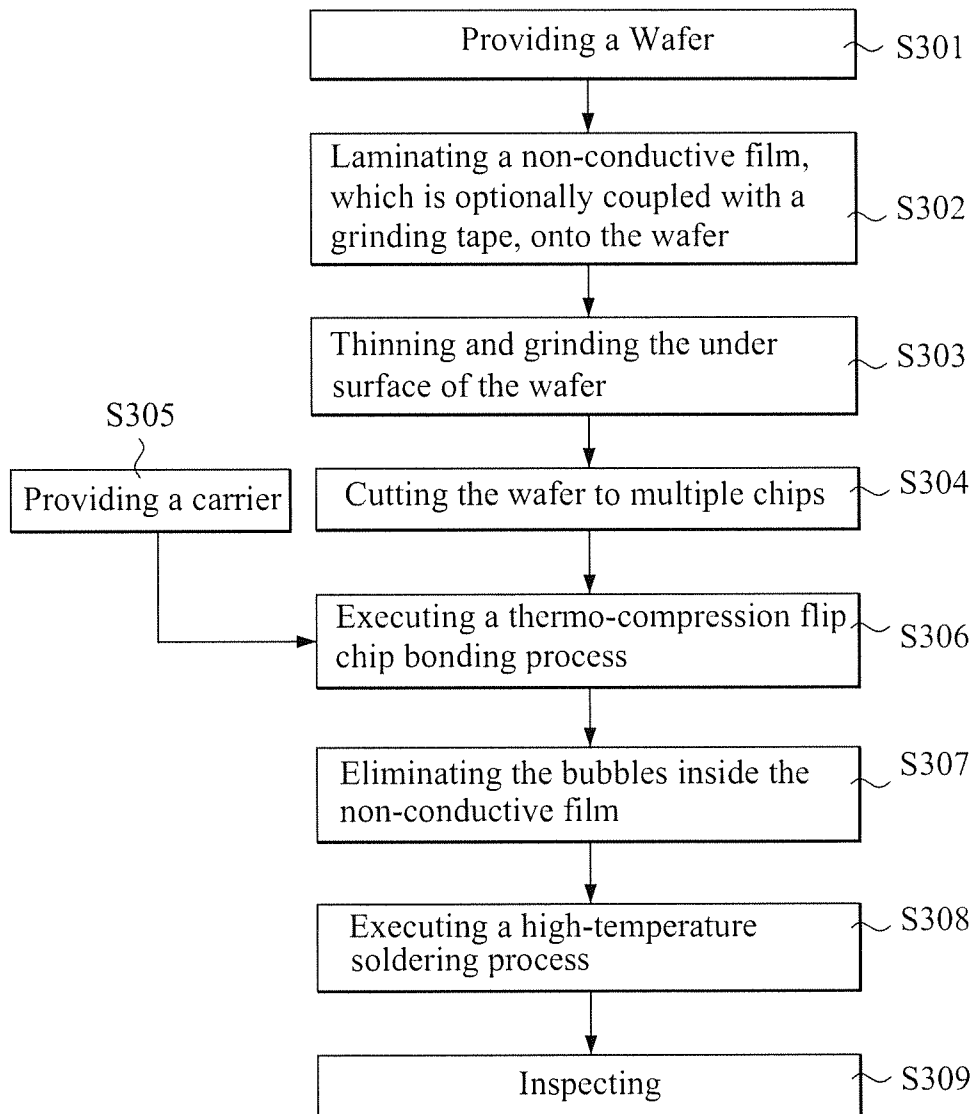 Providing a Wafer
S301
Laminating a non-conductive film,
which is optionally coupled with a
grinding tape, onto the wafer
S302
Thinning and grinding the under
surface of the wafer
S303
S305
Providing a carrier
Cutting the wafer to multiple chips
S304
Executing a thermo-compression flip
chip bonding process
S306
Eliminating the bubbles inside the
non-conductive film
S307
Executing a high-temperature
soldering process
S308
Inspecting
S309